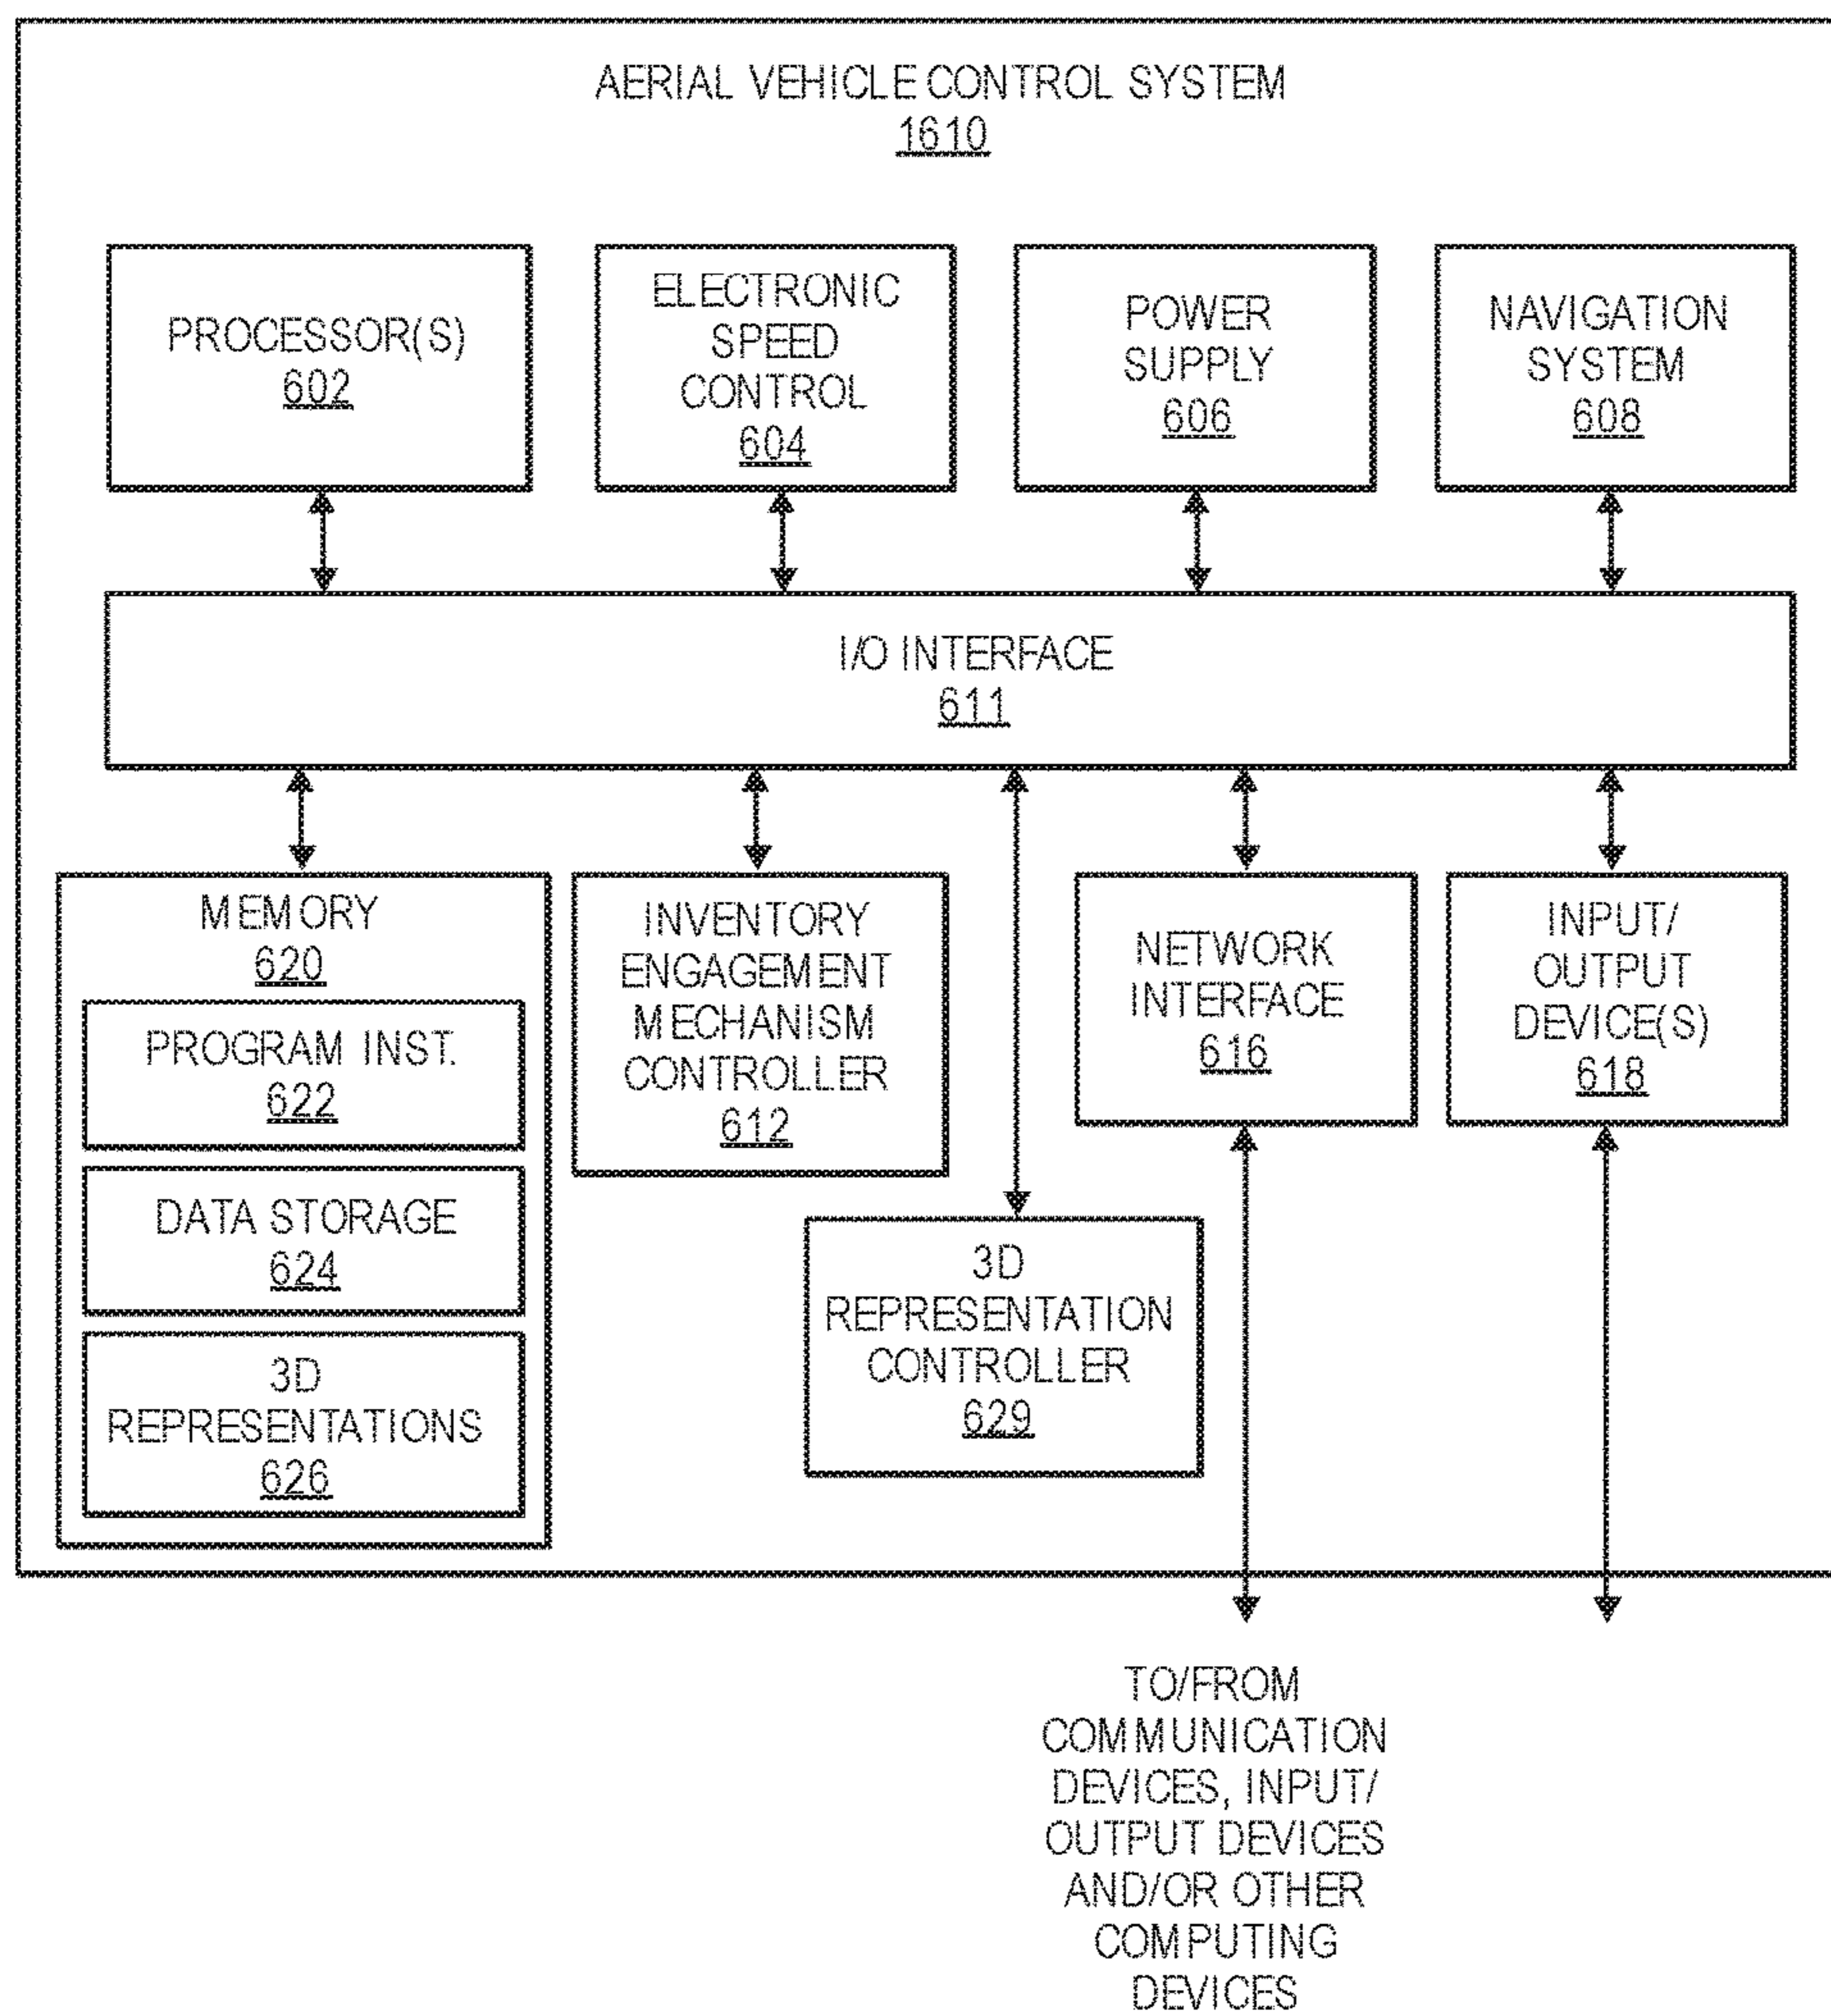 AERIAL VEHICLE CONTROL SYSTEM
1610
PROCESSOR(S)
602
ELECTRONIC
SPEED
CONTROL
604
POWER
SUPPLY
606
NAVIGATION
SYSTEM
608
I/O INTERFACE
611
MEMORY
620
PROGRAM INST.
622
DATA STORAGE
624
3D
REPRESENTATIONS
626
INVENTORY
ENGAGEMENT
MECHANISM
CONTROLLER
612
3D
REPRESENTATION
CONTROLLER
629
NETWORK
INTERFACE
616
INPUT/
OUTPUT
DEVICE(S)
618
TO/FROM
COMMUNICATION
DEVICES, INPUT/
OUTPUT DEVICES
AND/OR OTHER
COMPUTING
DEVICES